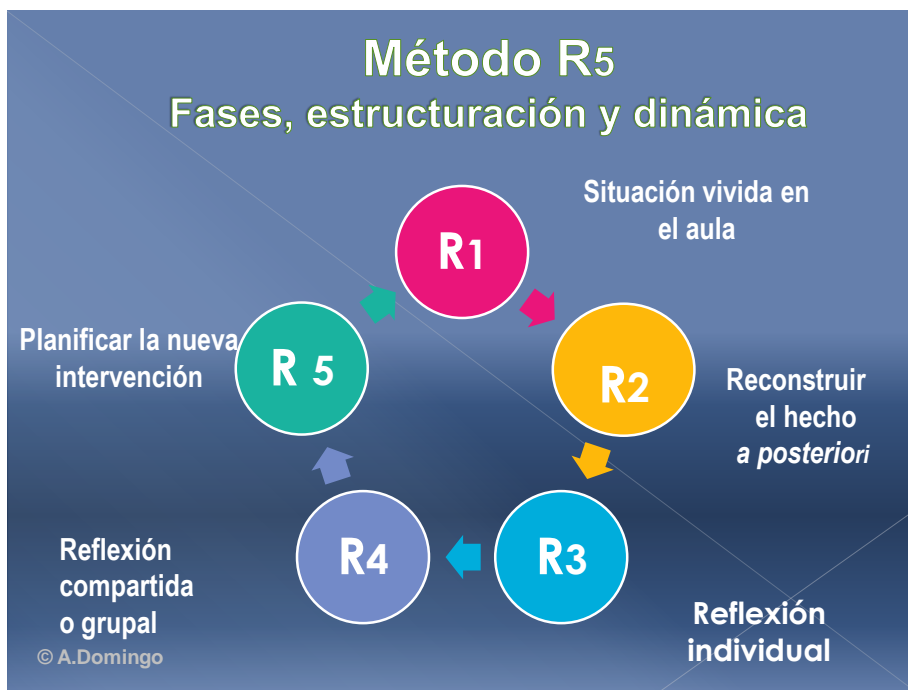 Método R5
Fases, estructuración y dinámica
R1
Situación vivida en
el aula
R2
Reconstruir
el hecho
a posteriori
R3
Reflexión
individual
R4
Reflexión
compartida
o grupal
R 5
Planificar la nueva
intervención
© A.Domingo